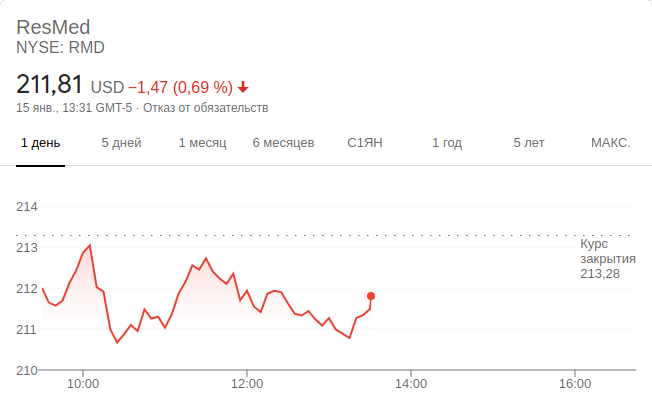 ResMed
NYSE: RMD
211,81 USD −1,47 (0,69 %)
15 янв., 13:31 GMT-5 · Отказ от обязательств
1 день 5 дней 1 месяц 6 месяцев С1ЯН 1 год 5 лет МАКС.
214
213
212
211
210
Курс
закрытия
213,28
10:00 12:00 14:00 16:00